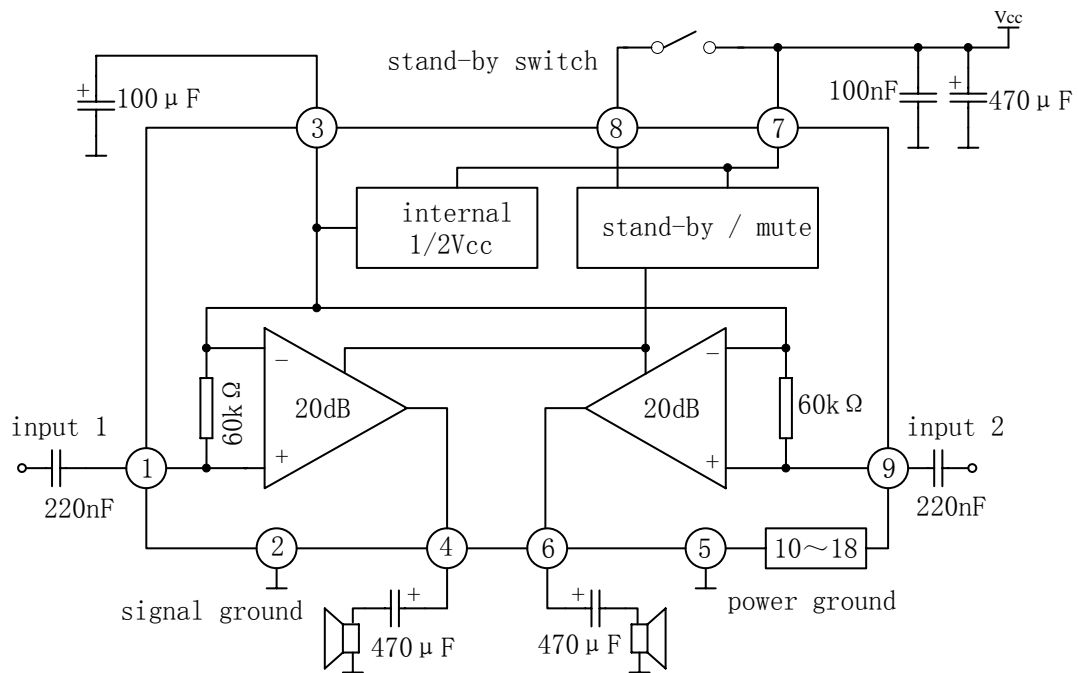 Vcc
stand-by switch
+
100μF
100nF
+
470μF
3
8
7
internal
1/2Vcc
stand-by / mute
−
−
20dB
20dB
60kΩ
60kΩ
input 1
input 2
+
+
1
9
220nF
220nF
2
4
6
5
10～18
signal ground
+
+
power ground
470μF
470μF